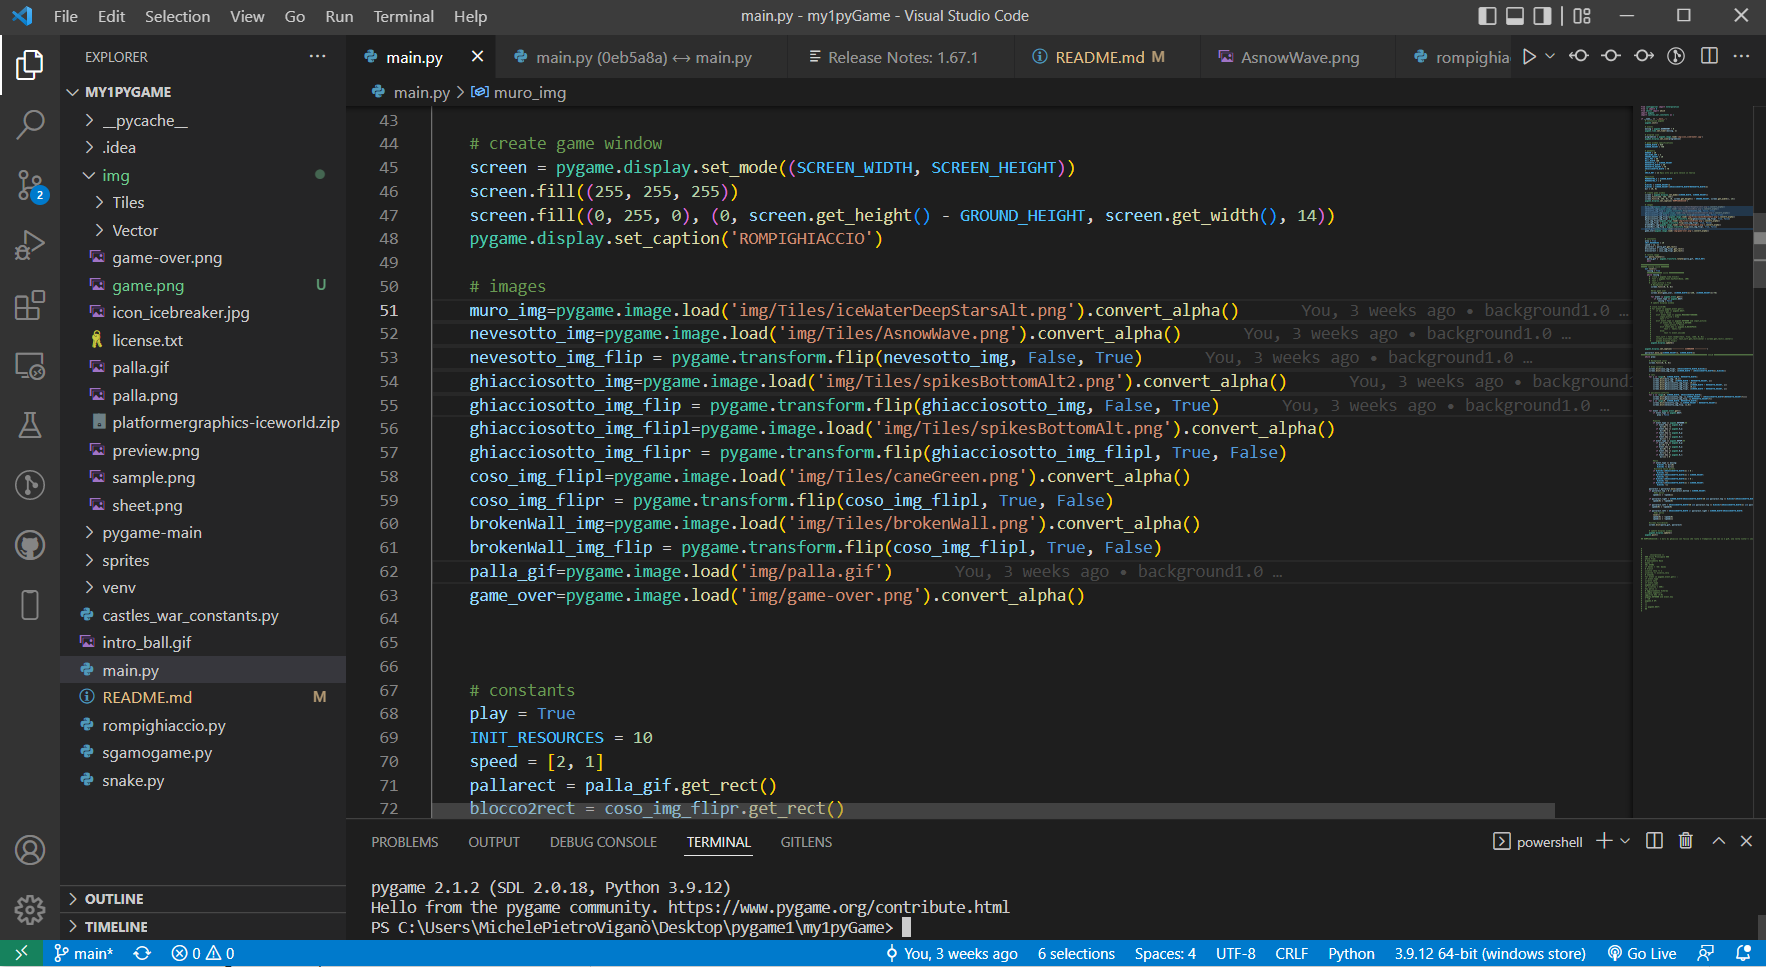 File Edit Selection View Go Run Terminal Help
main.py - my1pyGame - Visual Studio Code
EXPLORER
MY1PYGAME
__pycache__
.idea
img
Tiles
Vector
game-over.png
game.png U
icon_icebreaker.jpg
license.txt
palla.gif
palla.png
platformergraphics-iceworld.zip
preview.png
sample.png
sheet.png
pygame-main
sprites
venv
castles_war_constants.py
intro_ball.gif
main.py
README.md M
rompighiaccio.py
sgamogame.py
snake.py
OUTLINE
TIMELINE
2
main.py
main.py (0eb5a8a) ↔ main.py
Release Notes: 1.67.1
README.md M
AsnowWave.png
rompighia
main.py > muro_img
43
44 # create game window
45 screen = pygame.display.set_mode((SCREEN_WIDTH, SCREEN_HEIGHT))
46 screen.fill((255, 255, 255))
47 screen.fill((0, 255, 0), (0, screen.get_height() - GROUND_HEIGHT, screen.get_width(), 14))
48 pygame.display.set_caption('ROMPIGHIACCIO')
49
50 # images
51 muro_img=pygame.image.load('img/Tiles/iceWaterDeepStarsAlt.png').convert_alpha() You, 3 weeks ago • background1.0 …
52 nevesotto_img=pygame.image.load('img/Tiles/AsnowWave.png').convert_alpha() You, 3 weeks ago • background1.0 …
53 nevesotto_img_flip = pygame.transform.flip(nevesotto_img, False, True) You, 3 weeks ago • background1.0 …
54 ghiacciosotto_img=pygame.image.load('img/Tiles/spikesBottomAlt2.png').convert_alpha() You, 3 weeks ago • background1
55 ghiacciosotto_img_flip = pygame.transform.flip(ghiacciosotto_img, False, True) You, 3 weeks ago • background1.0 …
56 ghiacciosotto_img_flipl=pygame.image.load('img/Tiles/spikesBottomAlt.png').convert_alpha()
57 ghiacciosotto_img_flipr = pygame.transform.flip(ghiacciosotto_img_flipl, True, False)
58 coso_img_flipl=pygame.image.load('img/Tiles/caneGreen.png').convert_alpha()
59 coso_img_flipr = pygame.transform.flip(coso_img_flipl, True, False)
60 brokenWall_img=pygame.image.load('img/Tiles/brokenWall.png').convert_alpha()
61 brokenWall_img_flip = pygame.transform.flip(coso_img_flipl, True, False)
62 palla_gif=pygame.image.load('img/palla.gif') You, 3 weeks ago • background1.0 …
63 game_over=pygame.image.load('img/game-over.png').convert_alpha()
64
65
66
67 # constants
68 play = True
69 INIT_RESOURCES = 10
70 speed = [2, 1]
71 pallarect = palla_gif.get_rect()
72 blocco2rect = coso_img_flipr.get_rect()
PROBLEMS OUTPUT DEBUG CONSOLE TERMINAL GITLENS
powershell
pygame 2.1.2 (SDL 2.0.18, Python 3.9.12)
Hello from the pygame community. https://www.pygame.org/contribute.html
PS C:\Users\MichelePietroViganò\Desktop\pygame1\my1pyGame>
main* 0 0 You, 3 weeks ago 6 selections Spaces: 4 UTF-8 CRLF Python 3.9.12 64-bit (windows store) Go Live